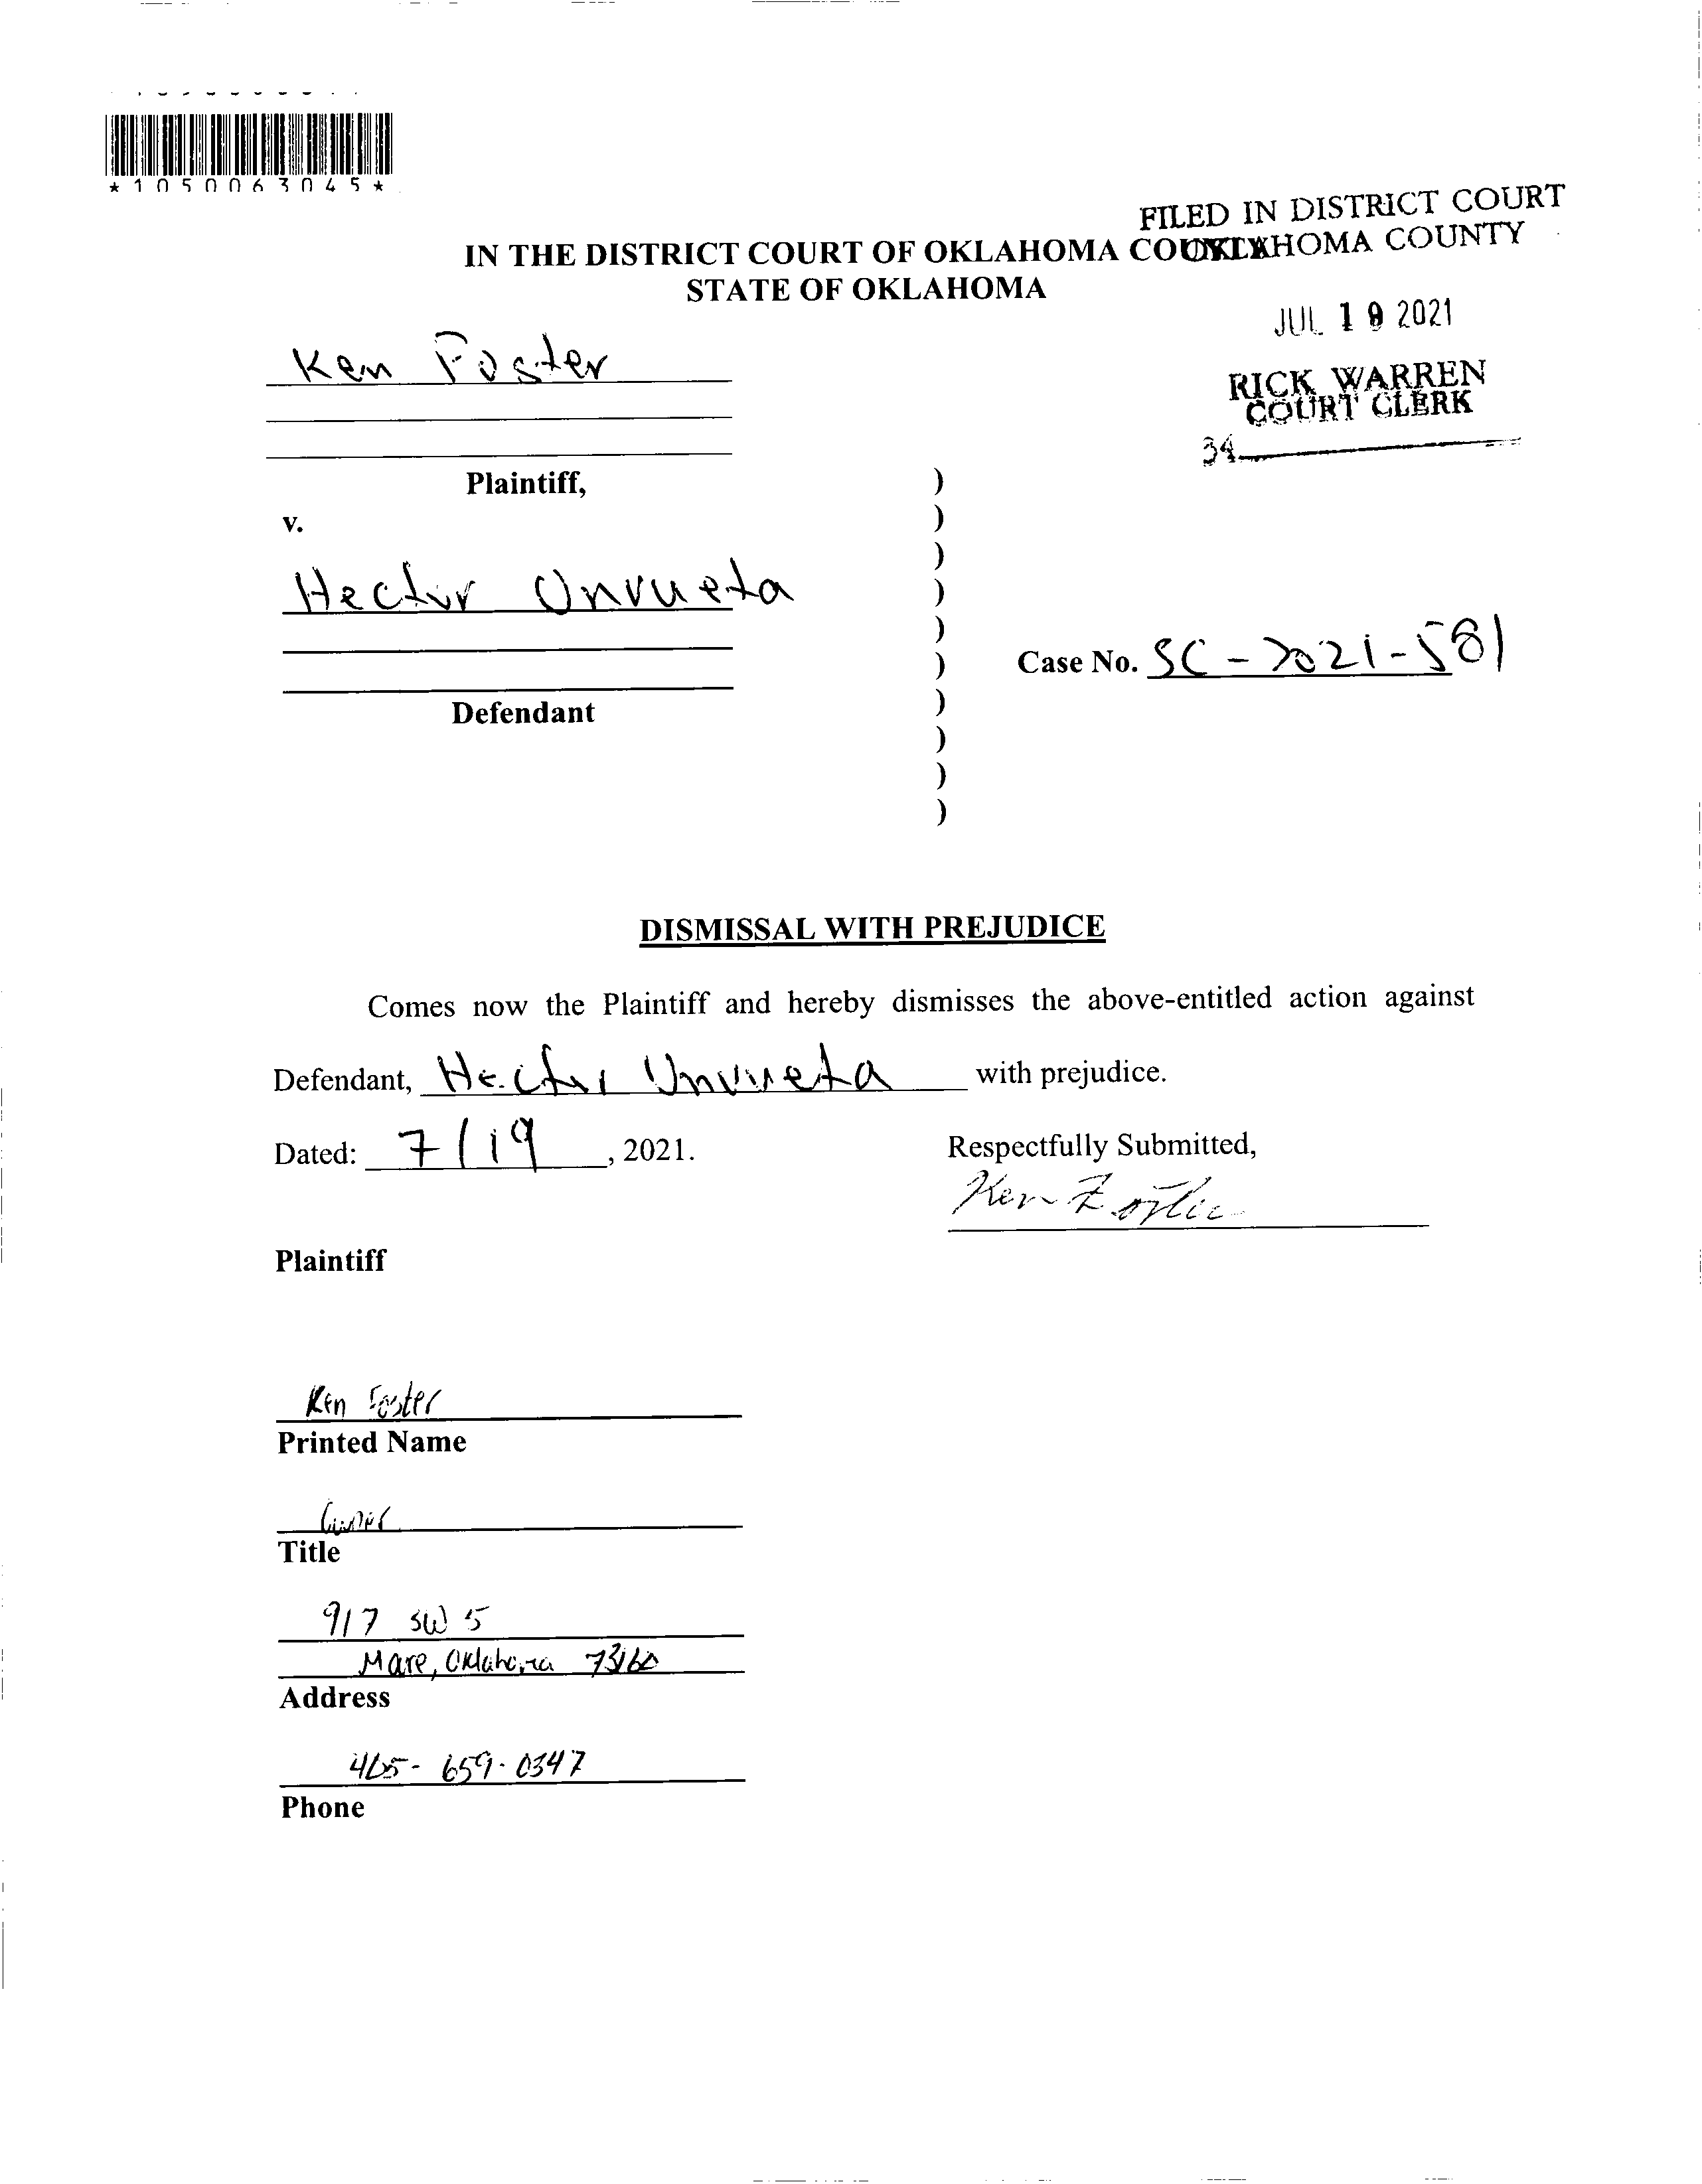 *1050063045*
FILED IN DISTRICT COURT
OKLAHOMA COUNTY
IN THE DISTRICT COURT OF OKLAHOMA COUNTY
STATE OF OKLAHOMA
JUL 19 2021
RICK WARREN
COURT CLERK
34
Ken Foster
Plaintiff,
v.
Hector Unvueta
Defendant
)
)
)
)
)
)
)
)
)
)
Case No. SC-2021-581
DISMISSAL WITH PREJUDICE
Comes now the Plaintiff and hereby dismisses the above-entitled action against
Defendant, Hector Unvueta with prejudice.
Dated: 7/19, 2021.
Respectfully Submitted,
Ken Foster
Plaintiff
Ken Foster
Printed Name
Owner
Title
917 SW 5
Moore, Oklahoma 73160
Address
405-659-0347
Phone